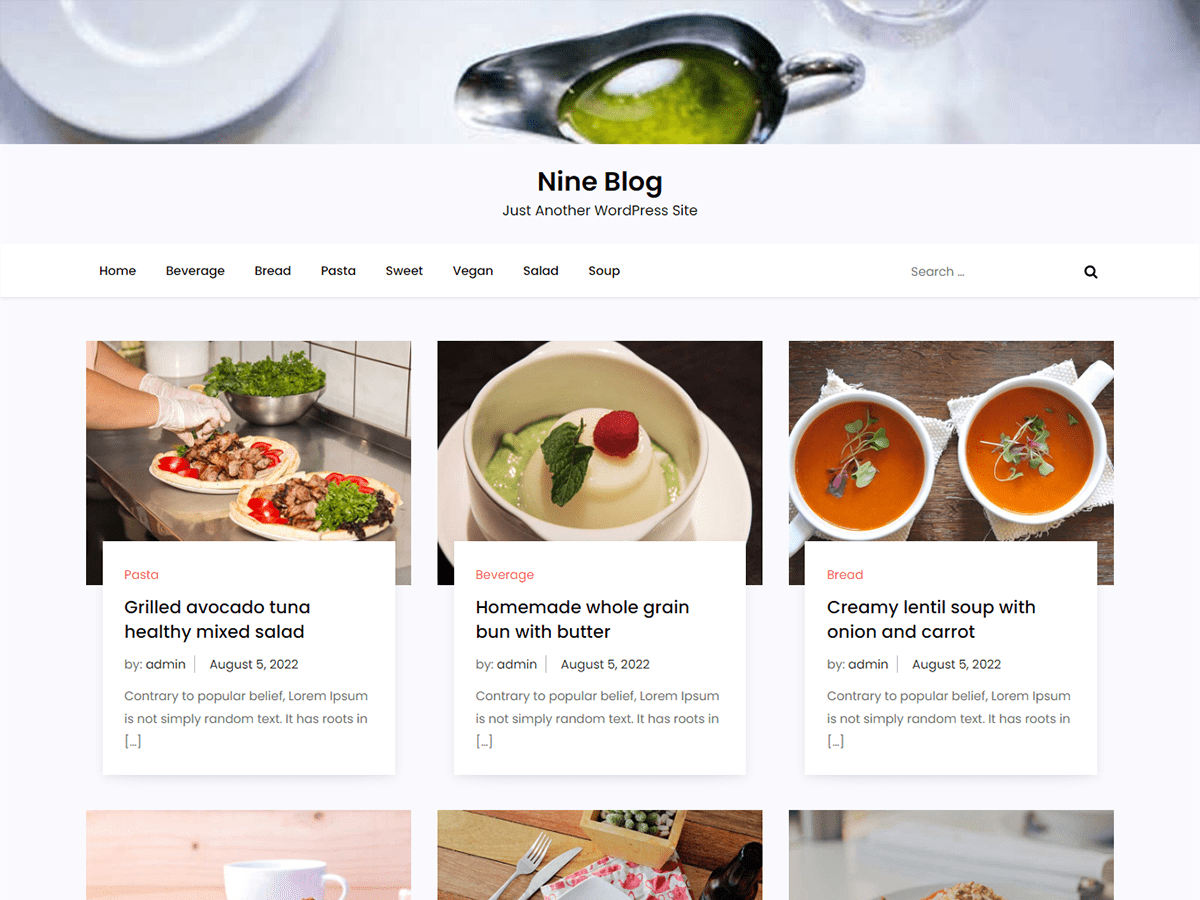 Nine Blog
Just Another WordPress Site
Home Beverage Bread Pasta Sweet Vegan Salad Soup Search …
Pasta
Grilled avocado tuna
healthy mixed salad
by: admin August 5, 2022
Contrary to popular belief, Lorem Ipsum
is not simply random text. It has roots in
[…]
Beverage
Homemade whole grain
bun with butter
by: admin August 5, 2022
Contrary to popular belief, Lorem Ipsum
is not simply random text. It has roots in
[…]
Bread
Creamy lentil soup with
onion and carrot
by: admin August 5, 2022
Contrary to popular belief, Lorem Ipsum
is not simply random text. It has roots in
[…]